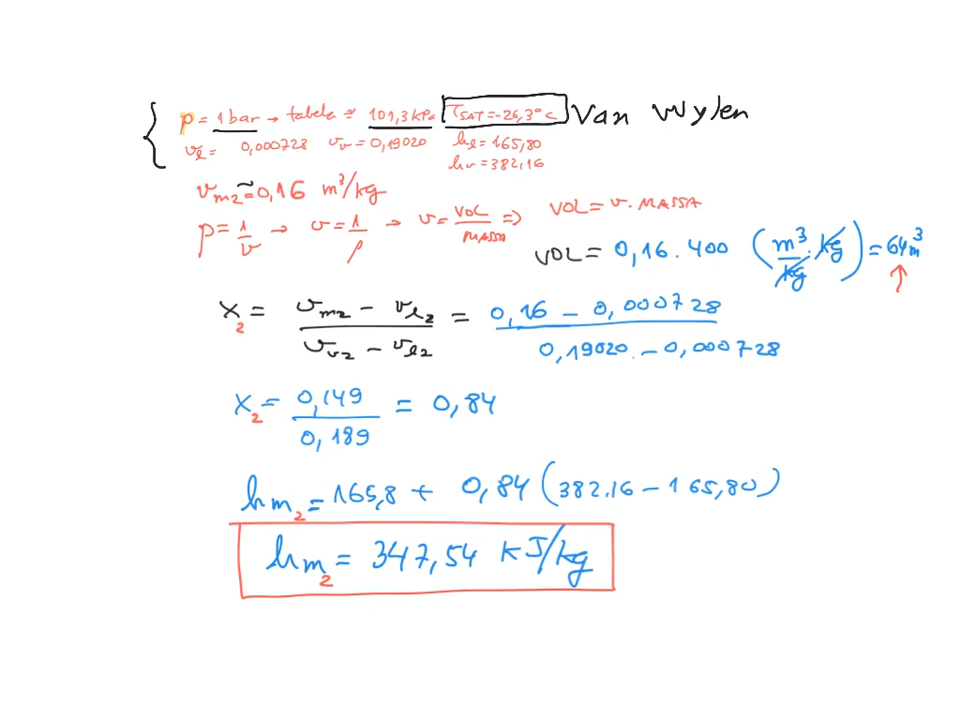 p = 1 bar → tabela ≅ 101,3 kPa TSAT = -26,3°C Van Wylen
vl = 0,000728 vv = 0,19020 hl = 165,80
hv = 382,16
vm2 ≅ 0,16 m³/kg
ρ = 1/v → v = 1/ρ → v = VOL/MASSA ⇒ VOL = v. MASSA
VOL = 0,16 . 400 (m³/kg . kg) = 64 m³
x2 = (vm2 - vl2)/(vv2 - vl2) = (0,16 - 0,000728)/(0,19020 - 0,000728)
x2 = 0,149/0,189 = 0,84
hm2 = 165,8 + 0,84 (382,16 - 165,80)
hm2 = 347,54 kJ/kg